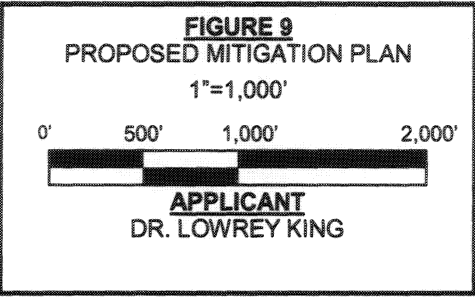 FIGURE 9
PROPOSED MITIGATION PLAN
1"=1,000'
0' 500' 1,000' 2,000'
APPLICANT
DR. LOWREY KING